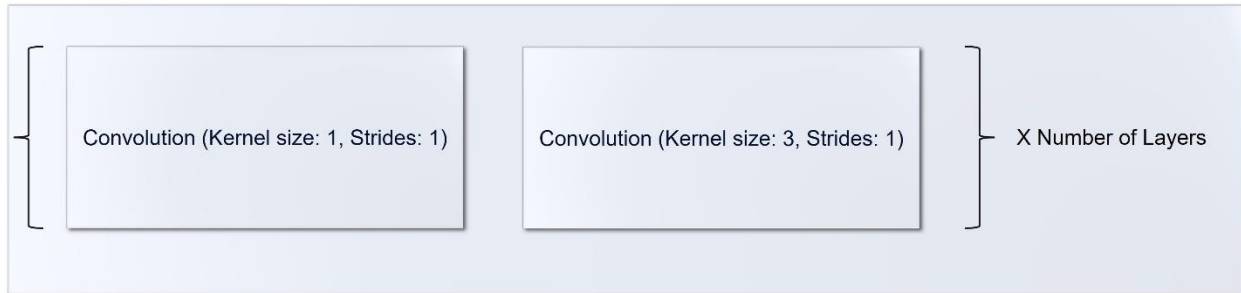 Convolution (Kernel size: 1, Strides: 1)
Convolution (Kernel size: 3, Strides: 1)
X Number of Layers